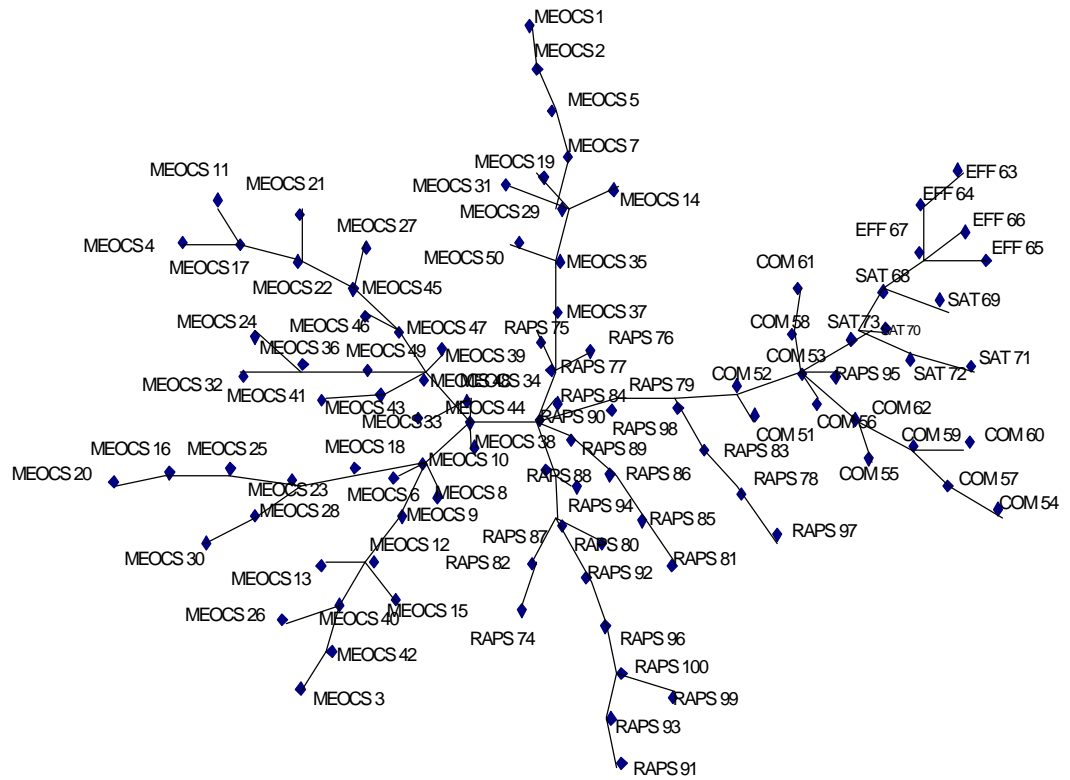 MEOCS 1
MEOCS 2
MEOCS 5
MEOCS 7
MEOCS 19
MEOCS 31
MEOCS 14
MEOCS 29
MEOCS 50
MEOCS 35
MEOCS 37
MEOCS 11
MEOCS 21
MEOCS 27
MEOCS 4
MEOCS 17
MEOCS 22
MEOCS 45
MEOCS 24
MEOCS 46
MEOCS 47
MEOCS 36
MEOCS 49
MEOCS 39
MEOCS 32
MEOCS 41
MEOCS 43
MEOCS 48
MEOCS 34
MEOCS 33
MEOCS 44
MEOCS 38
MEOCS 16
MEOCS 25
MEOCS 18
MEOCS 10
MEOCS 20
MEOCS 23
MEOCS 6
MEOCS 8
MEOCS 28
MEOCS 9
MEOCS 30
MEOCS 12
MEOCS 13
MEOCS 26
MEOCS 40
MEOCS 15
MEOCS 42
MEOCS 3
RAPS 75
RAPS 76
RAPS 77
RAPS 84
RAPS 90
RAPS 79
RAPS 98
RAPS 89
RAPS 83
RAPS 88
RAPS 86
RAPS 78
RAPS 94
RAPS 85
RAPS 97
RAPS 87
RAPS 80
RAPS 82
RAPS 92
RAPS 81
RAPS 74
RAPS 96
RAPS 100
RAPS 99
RAPS 93
RAPS 91
EFF 63
EFF 64
EFF 66
EFF 67
EFF 65
COM 61
SAT 68
SAT 69
COM 58
SAT 73
SAT 70
COM 53
RAPS 95
SAT 72
SAT 71
COM 52
COM 51
COM 56
COM 62
COM 59
COM 60
COM 55
COM 57
COM 54